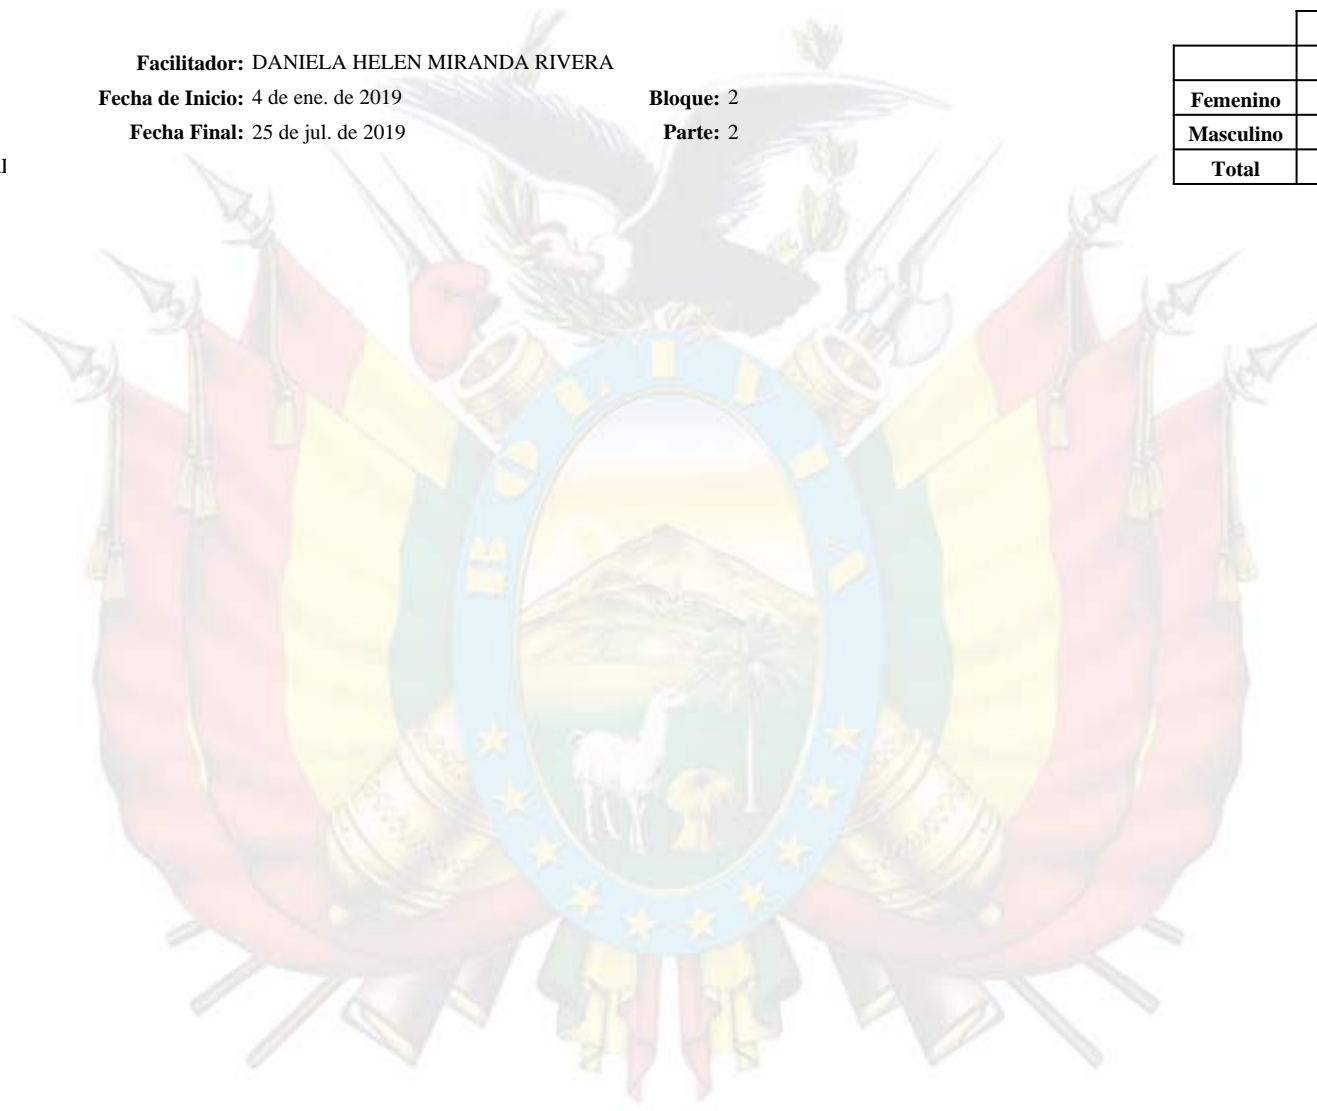 Facilitador: DANIELA HELEN MIRANDA RIVERA
Fecha de Inicio: 4 de ene. de 2019 Bloque: 2
Fecha Final: 25 de jul. de 2019 Parte: 2
Femenino
Masculino
Total
BOLIVIA